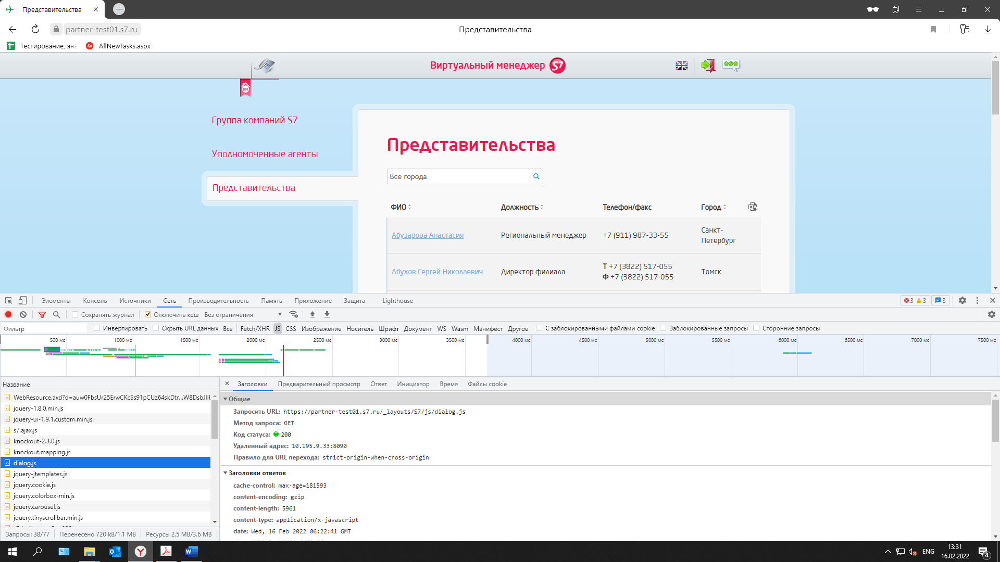 Представительства
partner-test01.s7.ru
Представительства
Тестирование, янв
Sp AllNewTasks.aspx
Виртуальный менеджер S7
BM
Группа компаний S7
Уполномоченные агенты
Представительства
Представительства
Все города
ФИО Должность Телефон/факс Город
Абузарова Анастасия Региональный менеджер +7 (911) 987-33-55 Санкт-Петербург
Абухов Сергей Николаевич Директор филиала Т +7 (3822) 517-055 Томск
Ф +7 (3822) 517-055
Элементы Консоль Источники Сеть Производительность Память Приложение Защита Lighthouse 3 3 3
Сохранять журнал Отключить кеш Без ограничения
Фильтр Инвертировать Скрыть URL данных Все Fetch/XHR JS CSS Изображение Носитель Шрифт Документ WS Wasm Манифест Другое С заблокированными файлами cookie Заблокированные запросы Сторонние запросы
500 мс 1000 мс 1500 мс 2000 мс 2500 мс 3000 мс 3500 мс 4000 мс 4500 мс 5000 мс 5500 мс 6000 мс 6500 мс 7000 мс 7500 мс
Название
WebResource.axd?d=auw0FbsUr25ErwCKcSs91pCUz64skDtr...
jquery-1.8.0.min.js
jquery-ui-1.9.1.custom.min.js
s7.ajax.js
knockout-2.3.0.js
knockout.mapping.js
dialog.js
jquery-jtemplates.js
jquery.cookie.js
jquery.colorbox-min.js
jquery.carousel.js
jquery.tinyscrollbar.min.js
Запросы: 38/77 Перенесено 720 kB/1.1 MB Ресурсы 2.5 MB/3.6 MB
Заголовки Предварительный просмотр Ответ Инициатор Время Файлы cookie
Общие
Запросить URL: https://partner-test01.s7.ru/_layouts/S7/js/dialog.js
Метод запроса: GET
Код статуса: 200
Удаленный адрес: 10.195.9.33:8090
Правило для URL перехода: strict-origin-when-cross-origin
Заголовки ответов
cache-control: max-age=181593
content-encoding: gzip
content-length: 5961
content-type: application/x-javascript
date: Wed, 16 Feb 2022 06:22:41 GMT
ENG 13:31
16.02.2022
4